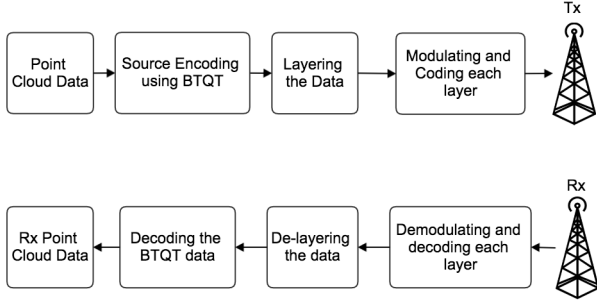 Tx
Point
Cloud Data
Source Encoding
using BTQT
Layering
the Data
Modulating and
Coding each
layer
Rx
Rx Point
Cloud Data
Decoding the
BTQT data
De-layering
the data
Demodulating and
decoding each
layer